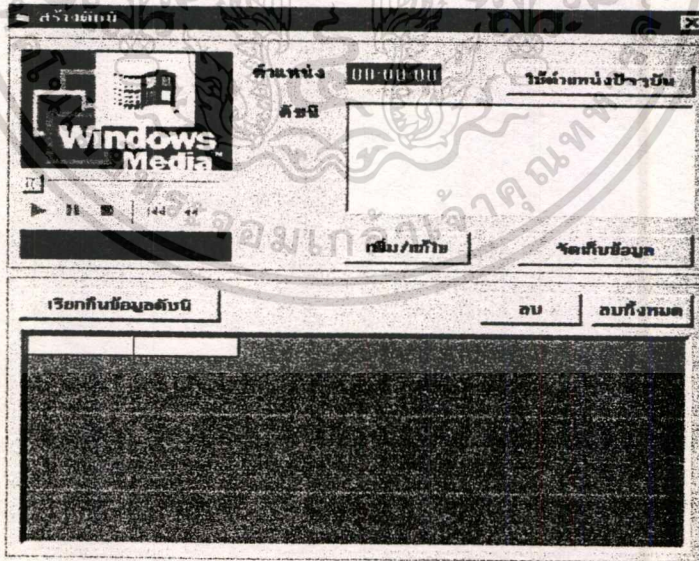 สร้างดัชนี
ตำแหน่ง 00:00:00 ใช้ตำแหน่งปัจจุบัน
ดัชนี
Windows
Media
เพิ่ม/แก้ไข จัดเก็บข้อมูล
เรียกคืนข้อมูลดัชนี ลบ ลบทั้งหมด